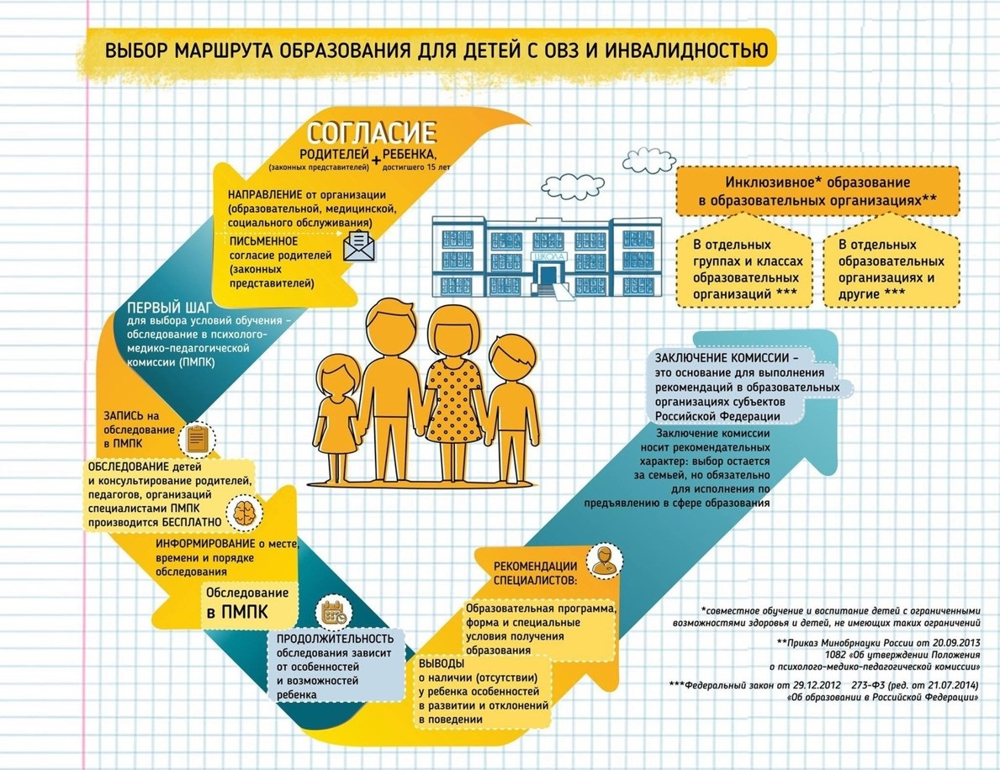 ВЫБОР МАРШРУТА ОБРАЗОВАНИЯ ДЛЯ ДЕТЕЙ С ОВЗ И ИНВАЛИДНОСТЬЮ
СОГЛАСИЕ
РОДИТЕЛЕЙ + РЕБЕНКА,
(законных представителей) достигшего 15 лет
НАПРАВЛЕНИЕ от организации
(образовательной, медицинской,
социального обслуживания)
ПИСЬМЕННОЕ
согласие родителей
(законных
представителей)
ПЕРВЫЙ ШАГ
для выбора условий обучения –
обследование в психолого-
медико-педагогической
комиссии (ПМПК)
ЗАПИСЬ на
обследование
в ПМПК
ОБСЛЕДОВАНИЕ детей
и консультирование родителей,
педагогов, организаций
специалистами ПМПК
производится БЕСПЛАТНО
ИНФОРМИРОВАНИЕ о месте,
времени и порядке
обследования
Обследование
в ПМПК
ПРОДОЛЖИТЕЛЬНОСТЬ
обследования зависит
от особенностей
и возможностей
ребенка
ВЫВОДЫ
о наличии (отсутствии)
у ребенка особенностей
в развитии и отклонений
в поведении
Образовательная программа,
форма и специальные
условия получения
образования
РЕКОМЕНДАЦИИ
СПЕЦИАЛИСТОВ:
ЗАКЛЮЧЕНИЕ КОМИССИИ –
это основание для выполнения
рекомендаций в образовательных
организациях субъектов
Российской Федерации
Заключение комиссии
носит рекомендательных
характер: выбор остается
за семьей, но обязательно
для исполнения по
предъявлению в сфере образования
ШКОЛА
Инклюзивное* образование
в образовательных организациях**
В отдельных
группах и классах
образовательных
организаций ***
В отдельных
образовательных
организациях и
другие ***
*совместное обучение и воспитание детей с ограниченными
возможностями здоровья и детей, не имеющих таких ограничений
**Приказ Минобрнауки России от 20.09.2013
1082 «Об утверждении Положения
о психолого-медико-педагогической комиссии»
***Федеральный закон от 29.12.2012 273-ФЗ (ред. от 21.07.2014)
«Об образовании в Российской Федерации»